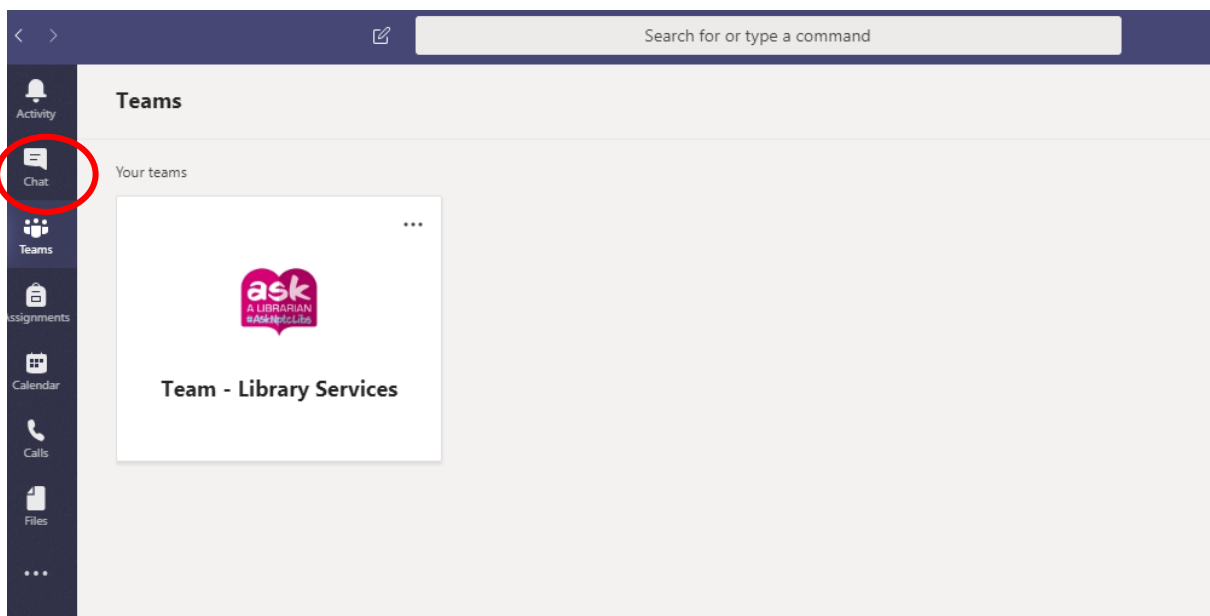 Search for or type a command
Activity
Teams
Chat
Your teams
Teams
ask
A LIBRARIAN
#AskNptcLibs
Assignments
Calendar
Team - Library Services
Calls
Files